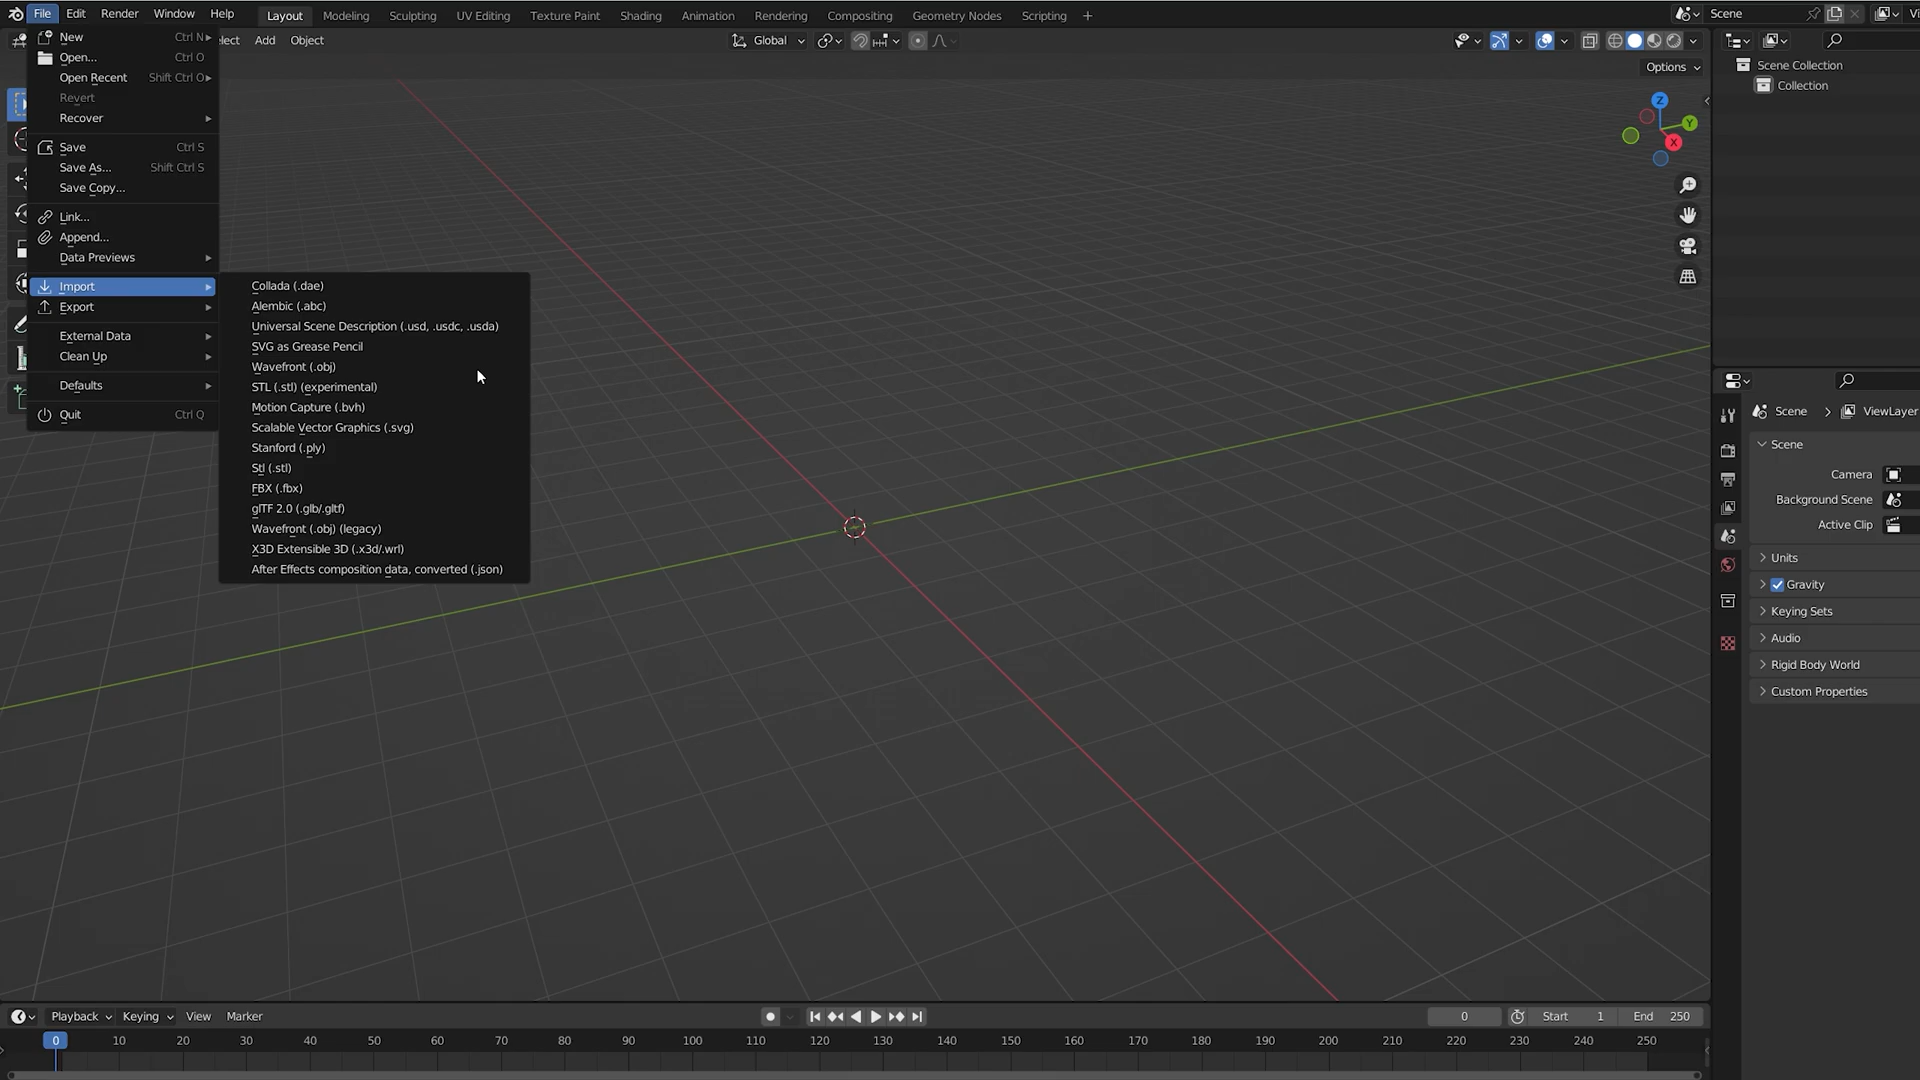 File Edit Render Window Help Layout Modeling Sculpting UV Editing Texture Paint Shading Animation Rendering Compositing Geometry Nodes Scripting + Scene
New Ctrl N
Add Object Global
Open... Ctrl O
Open Recent Shift Ctrl O
Revert
Recover
Save Ctrl S
Save As... Shift Ctrl S
Save Copy...
Link...
Append...
Data Previews
Import
Export
External Data
Clean Up
Defaults
Quit Ctrl Q
Collada (.dae)
Alembic (.abc)
Universal Scene Description (.usd, .usdc, .usda)
SVG as Grease Pencil
Wavefront (.obj)
STL (.stl) (experimental)
Motion Capture (.bvh)
Scalable Vector Graphics (.svg)
Stanford (.ply)
Stl (.stl)
FBX (.fbx)
glTF 2.0 (.glb/.gltf)
Wavefront (.obj) (legacy)
X3D Extensible 3D (.x3d/.wrl)
After Effects composition data, converted (.json)
Options
Z
Y
X
Scene Collection
Collection
Scene ViewLayer
Scene
Camera
Background Scene
Active Clip
Units
Gravity
Keying Sets
Audio
Rigid Body World
Custom Properties
Playback Keying View Marker 0 Start 1 End 250
0 10 20 30 40 50 60 70 80 90 100 110 120 130 140 150 160 170 180 190 200 210 220 230 240 250